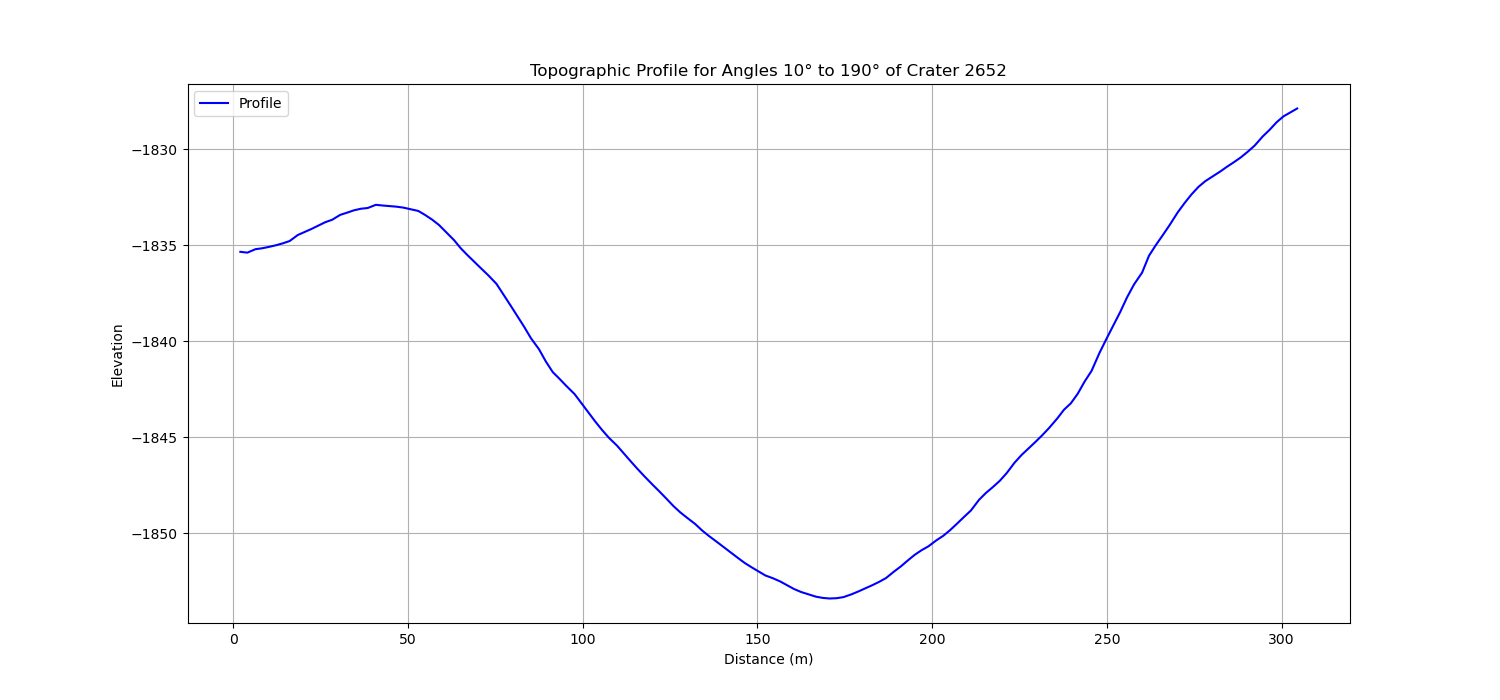 Topographic Profile for Angles 10° to 190° of Crater 2652
Profile
−1830
−1835
−1840
−1845
−1850
Elevation
0 50 100 150 200 250 300
Distance (m)